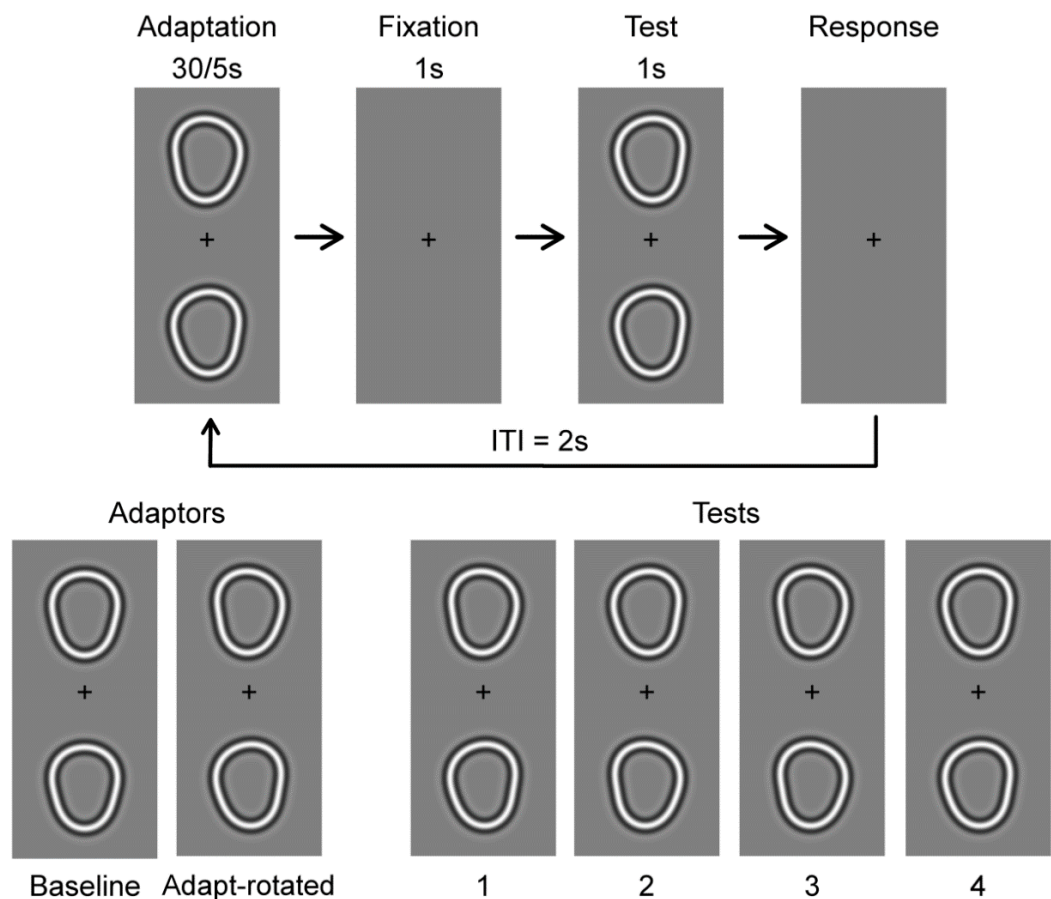 Adaptation Fixation Test Response
30/5s 1s 1s
ITI = 2s
Adaptors Tests
Baseline Adapt-rotated 1 2 3 4